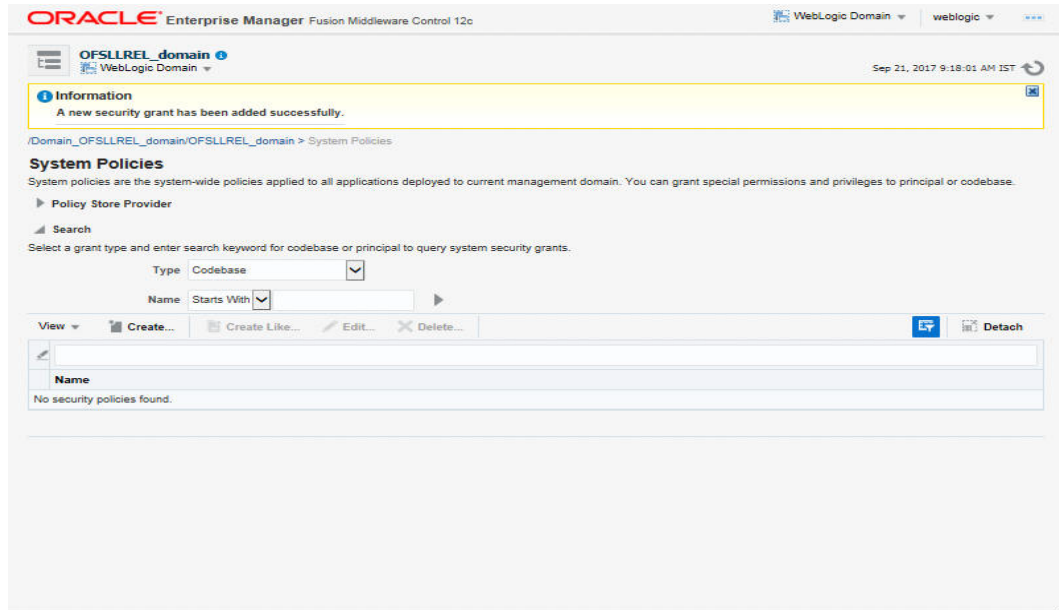 ORACLE Enterprise Manager Fusion Middleware Control 12c
WebLogic Domain weblogic
OFSLLREL_domain
WebLogic Domain
Sep 21, 2017 9:18:01 AM IST
Information
A new security grant has been added successfully.
/Domain_OFSLLREL_domain/OFSLLREL_domain > System Policies
System Policies
System policies are the system-wide policies applied to all applications deployed to current management domain. You can grant special permissions and privileges to principal or codebase.
Policy Store Provider
Search
Select a grant type and enter search keyword for codebase or principal to query system security grants.
Type Codebase
Name Starts With
View Create... Create Like... Edit... Delete... Detach
Name
No security policies found.